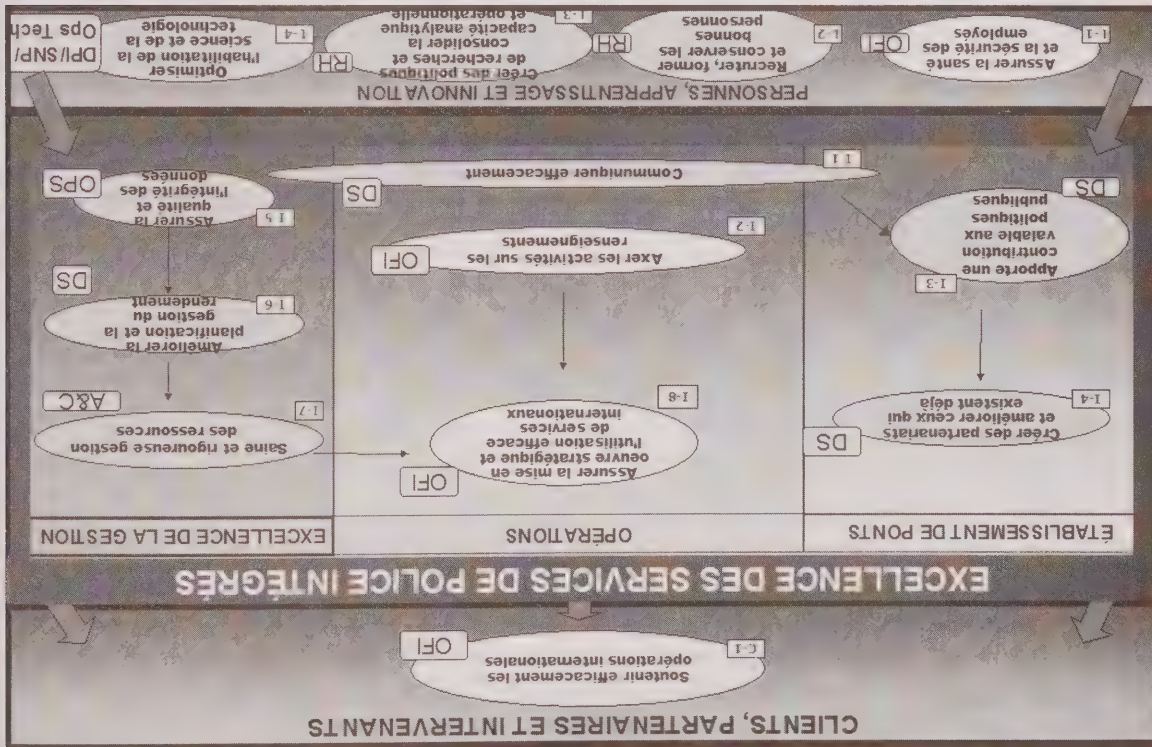 CLIENTS, PARTENAIRES ET INTERVENANTS
C-1
Soutenir efficacement les
opérations internationales
OFI
EXCELLENCE DES SERVICES DE POLICE INTÉGRÉS
ÉTABLISSEMENT DE PONTS
OPÉRATIONS
EXCELLENCE DE LA GESTION
I-4
Créer des partenariats
et améliorer ceux qui
existent déjà
DS
I-3
Apporte une
contribution
valable aux
politiques
publiques
DS
OFI
Assurer la mise en
oeuvre stratégique et
l'utilisation efficace
de services
internationaux
I-8
I-2
Axer les activités sur les
renseignements
OFI
I 1
Communiquer efficacement
DS
I-7
Saine et rigoureuse gestion
des ressources
A&C
I-6
Améliorer la
planification et la
gestion du
rendement
DS
I 5
Assurer la
qualité et
l'intégrité des
données
OPS
PERSONNES, APPRENTISSAGE ET INNOVATION
L-1
Assurer la santé
et la sécurité des
employés
OFI
L-2
Recruter, former
et conserver les
bonnes
personnes
RH
L-3
Créer des politiques
de recherches et
consolider la
capacité analytique
et opérationnelle
RH
L-4
Optimiser
l'habilitation de la
science et de la
technologie
DPI/SNP/
Ops Tech